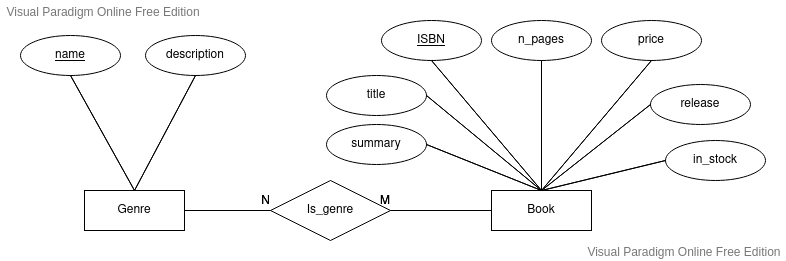 Visual Paradigm Online Free Edition
name
description
ISBN
n_pages
price
title
release
summary
in_stock
Genre
N
Is_genre
M
Book
Visual Paradigm Online Free Edition